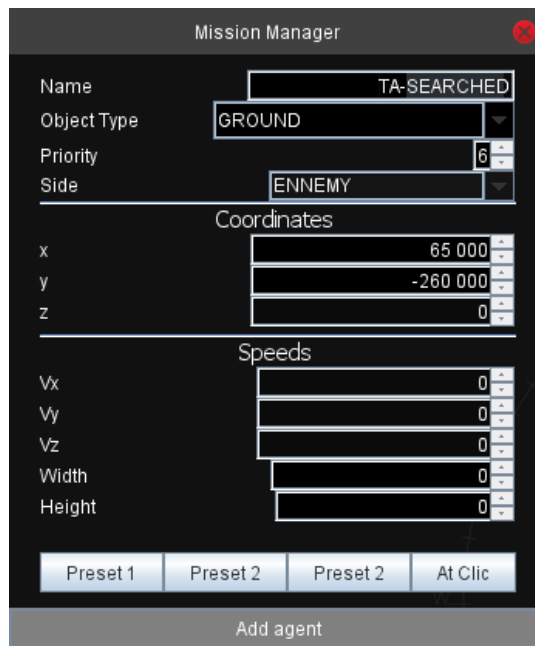 Mission Manager
Name TA-SEARCHED
Object Type GROUND
Priority 6
Side ENNEMY
Coordinates
x 65 000
y -260 000
z 0
Speeds
Vx 0
Vy 0
Vz 0
Width 0
Height 0
Preset 1 Preset 2 Preset 2 At Clic
W
Add agent